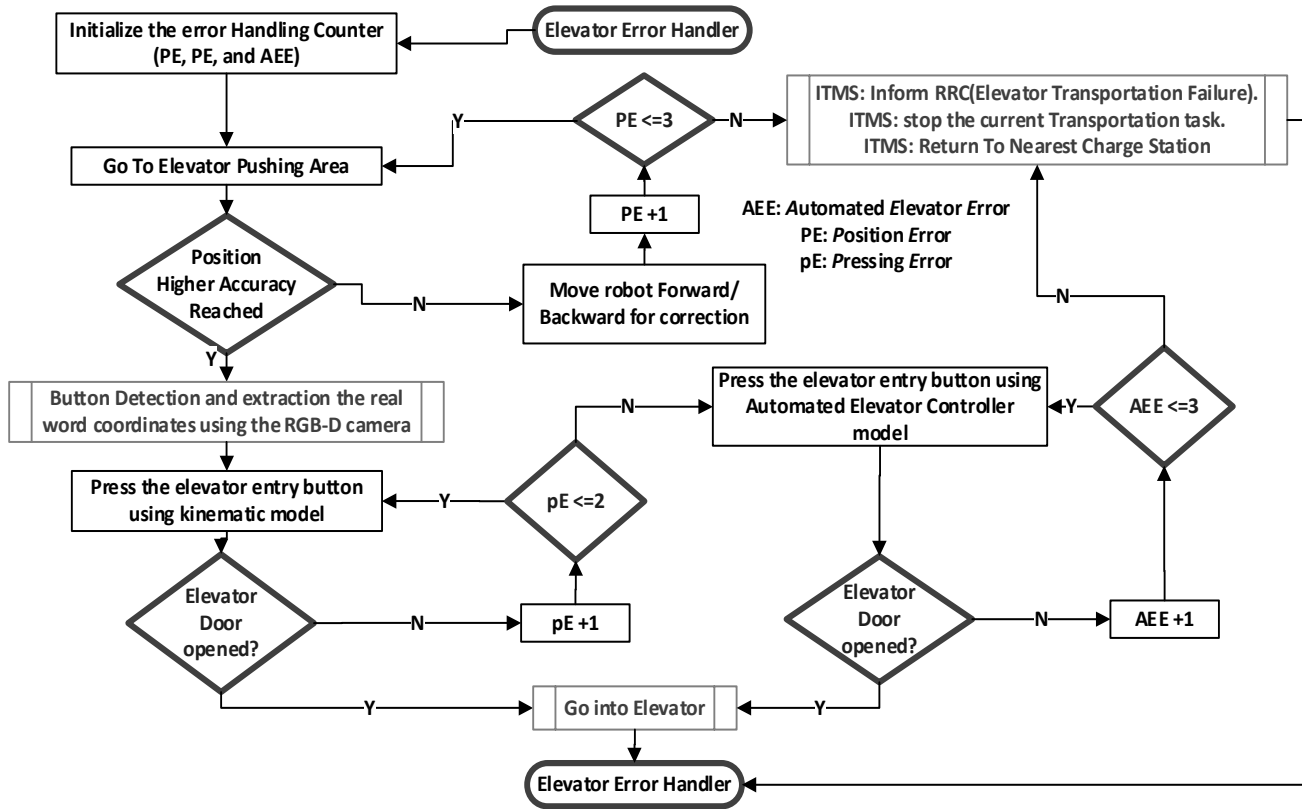 Initialize the error Handling Counter
(PE, PE, and AEE)
Elevator Error Handler
PE <=3
Y
N
ITMS: Inform RRC(Elevator Transportation Failure).
ITMS: stop the current Transportation task.
ITMS: Return To Nearest Charge Station
Go To Elevator Pushing Area
PE +1
AEE: Automated Elevator Error
PE: Position Error
pE: Pressing Error
Position
Higher Accuracy
Reached
N
Move robot Forward/
Backward for correction
N
Y
Button Detection and extraction the real
word coordinates using the RGB-D camera
Press the elevator entry button using
Automated Elevator Controller
model
Y
AEE <=3
N
Press the elevator entry button
using kinematic model
Y
pE <=2
Elevator
Door
opened?
N
pE +1
Elevator
Door
opened?
N
AEE +1
Y
Go into Elevator
Y
Elevator Error Handler